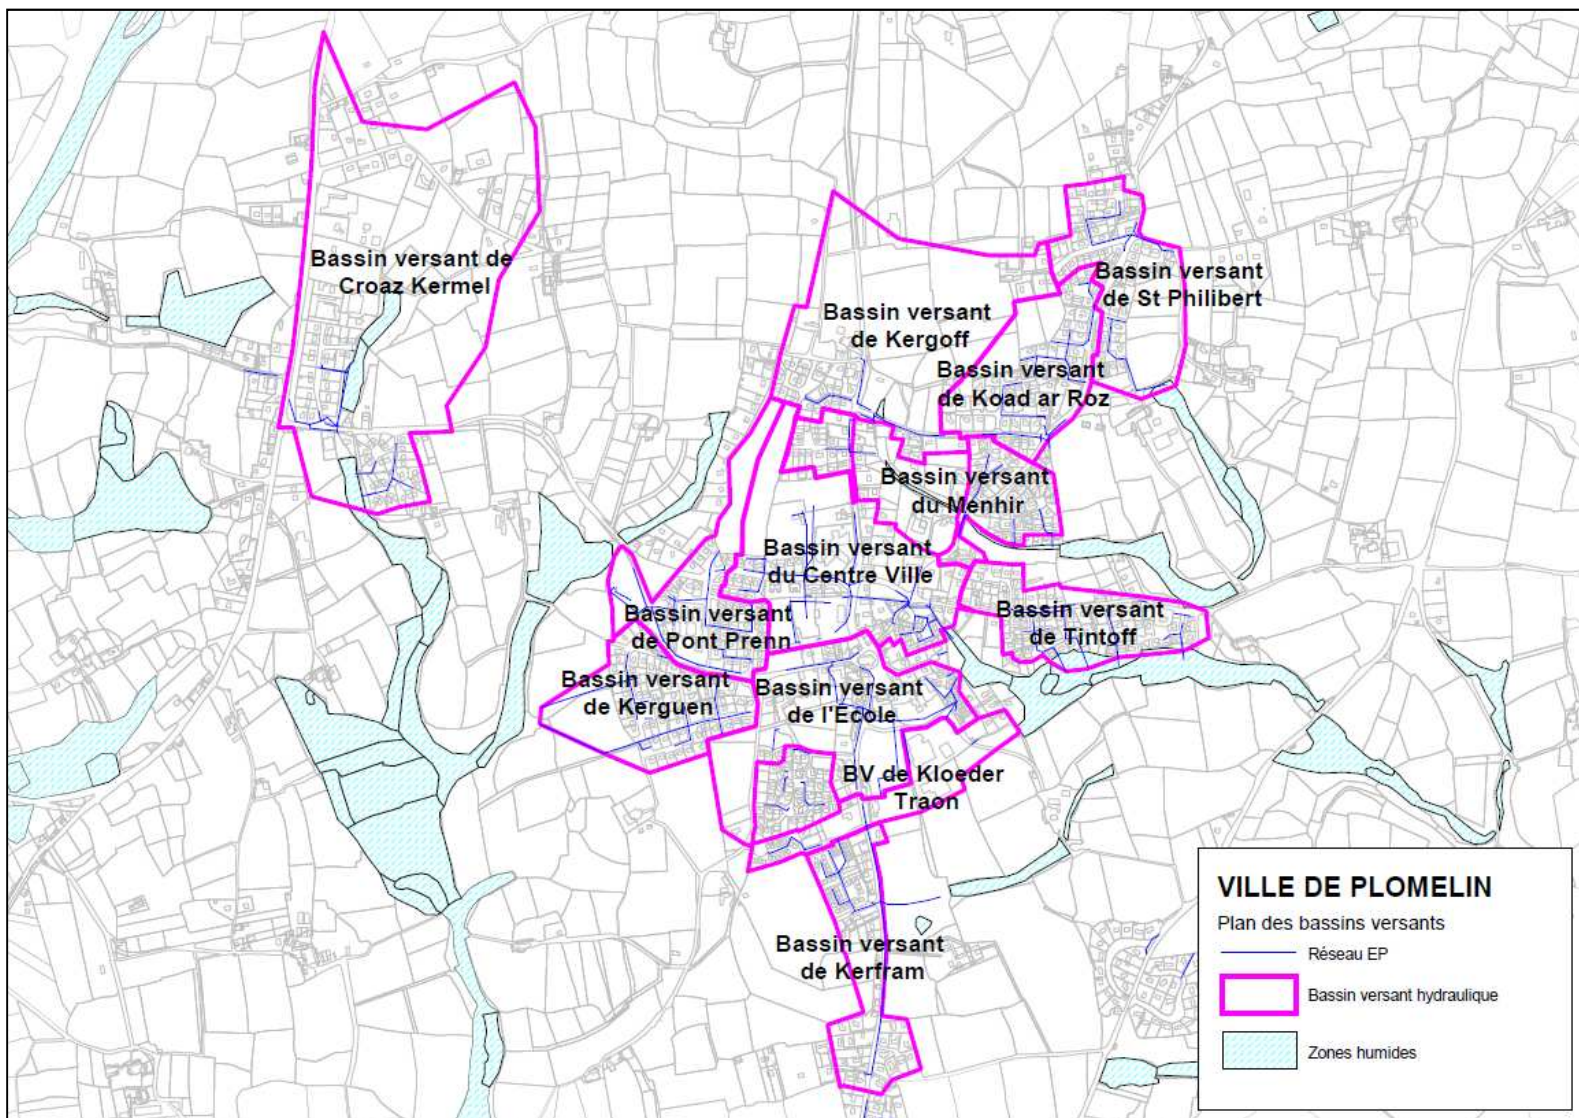 Bassin versant de
Croaz Kermel
Bassin versant
de St Philibert
Bassin versant
de Kergoff
Bassin versant
de Koad ar Roz
Bassin versant
du Menhir
Bassin versant
du Centre Ville
Bassin versant
de Pont Prenn
Bassin versant
de Tintoff
Bassin versant
de Kerguen
Bassin versant
de l'Ecole
BV de Kloeder
Traon
Bassin versant
de Kerfram
VILLE DE PLOMELIN
Plan des bassins versants
Réseau EP
Bassin versant hydraulique
Zones humides